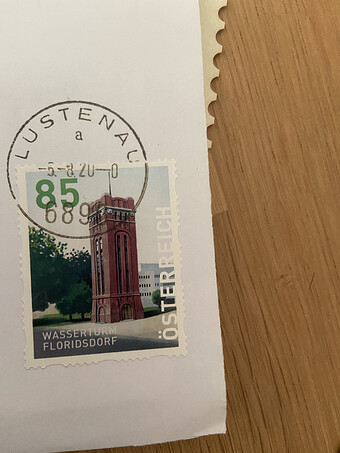 LUSTENAU
a
-5.-8.20-0
85
689
ÖSTERREICH
WASSERTURM
FLORIDSDORF